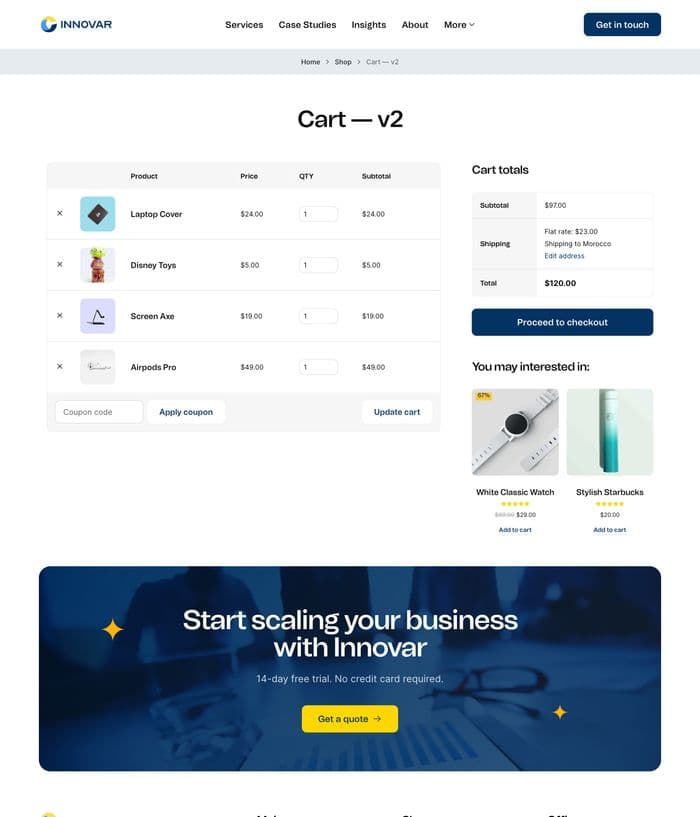 INNOVAR
Services Case Studies Insights About More
Get in touch
Home > Shop > Cart — v2
Cart — v2
Product Price QTY Subtotal
× Laptop Cover $24.00 1 $24.00
× Disney Toys $5.00 1 $5.00
× Screen Axe $19.00 1 $19.00
× Airpods Pro $49.00 1 $49.00
Coupon code Apply coupon Update cart
Cart totals
Subtotal $97.00
Shipping Flat rate: $23.00
Shipping to Morocco
Edit address
Total $120.00
Proceed to checkout
You may interested in:
67%
White Classic Watch
$29.00
Add to cart
Stylish Starbucks
$20.00
Add to cart
Start scaling your business
with Innovar
14-day free trial. No credit card required.
Get a quote →